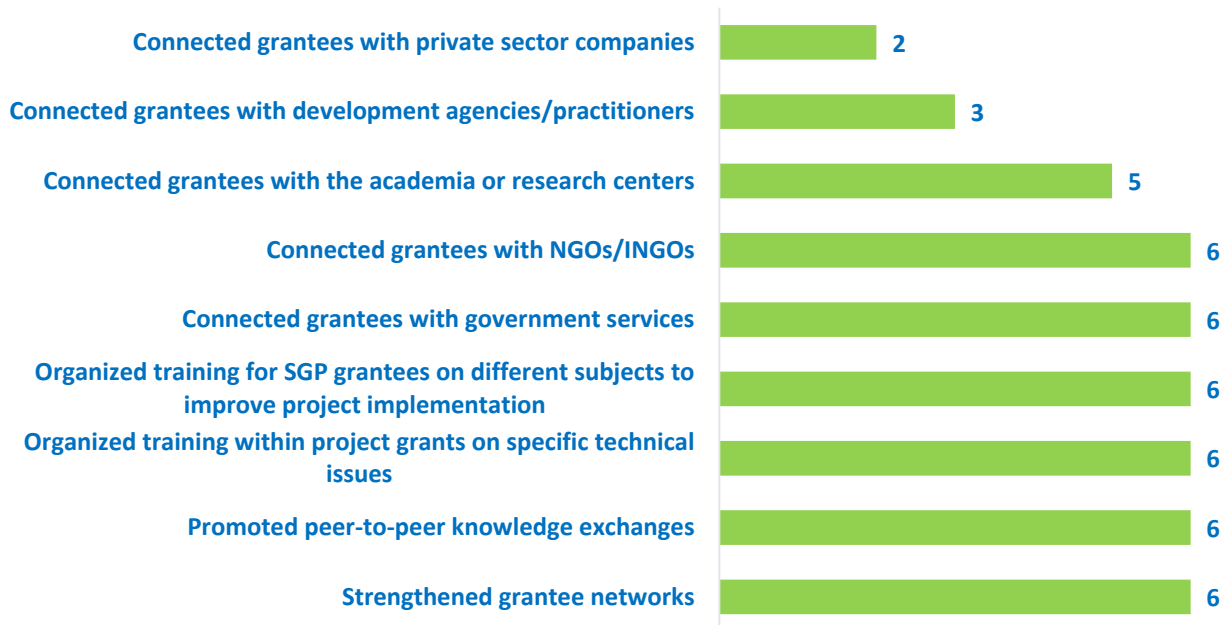 Connected grantees with private sector companies 2
Connected grantees with development agencies/practitioners 3
Connected grantees with the academia or research centers 5
Connected grantees with NGOs/INGOs 6
Connected grantees with government services 6
Organized training for SGP grantees on different subjects to
improve project implementation 6
Organized training within project grants on specific technical
issues 6
Promoted peer-to-peer knowledge exchanges 6
Strengthened grantee networks 6